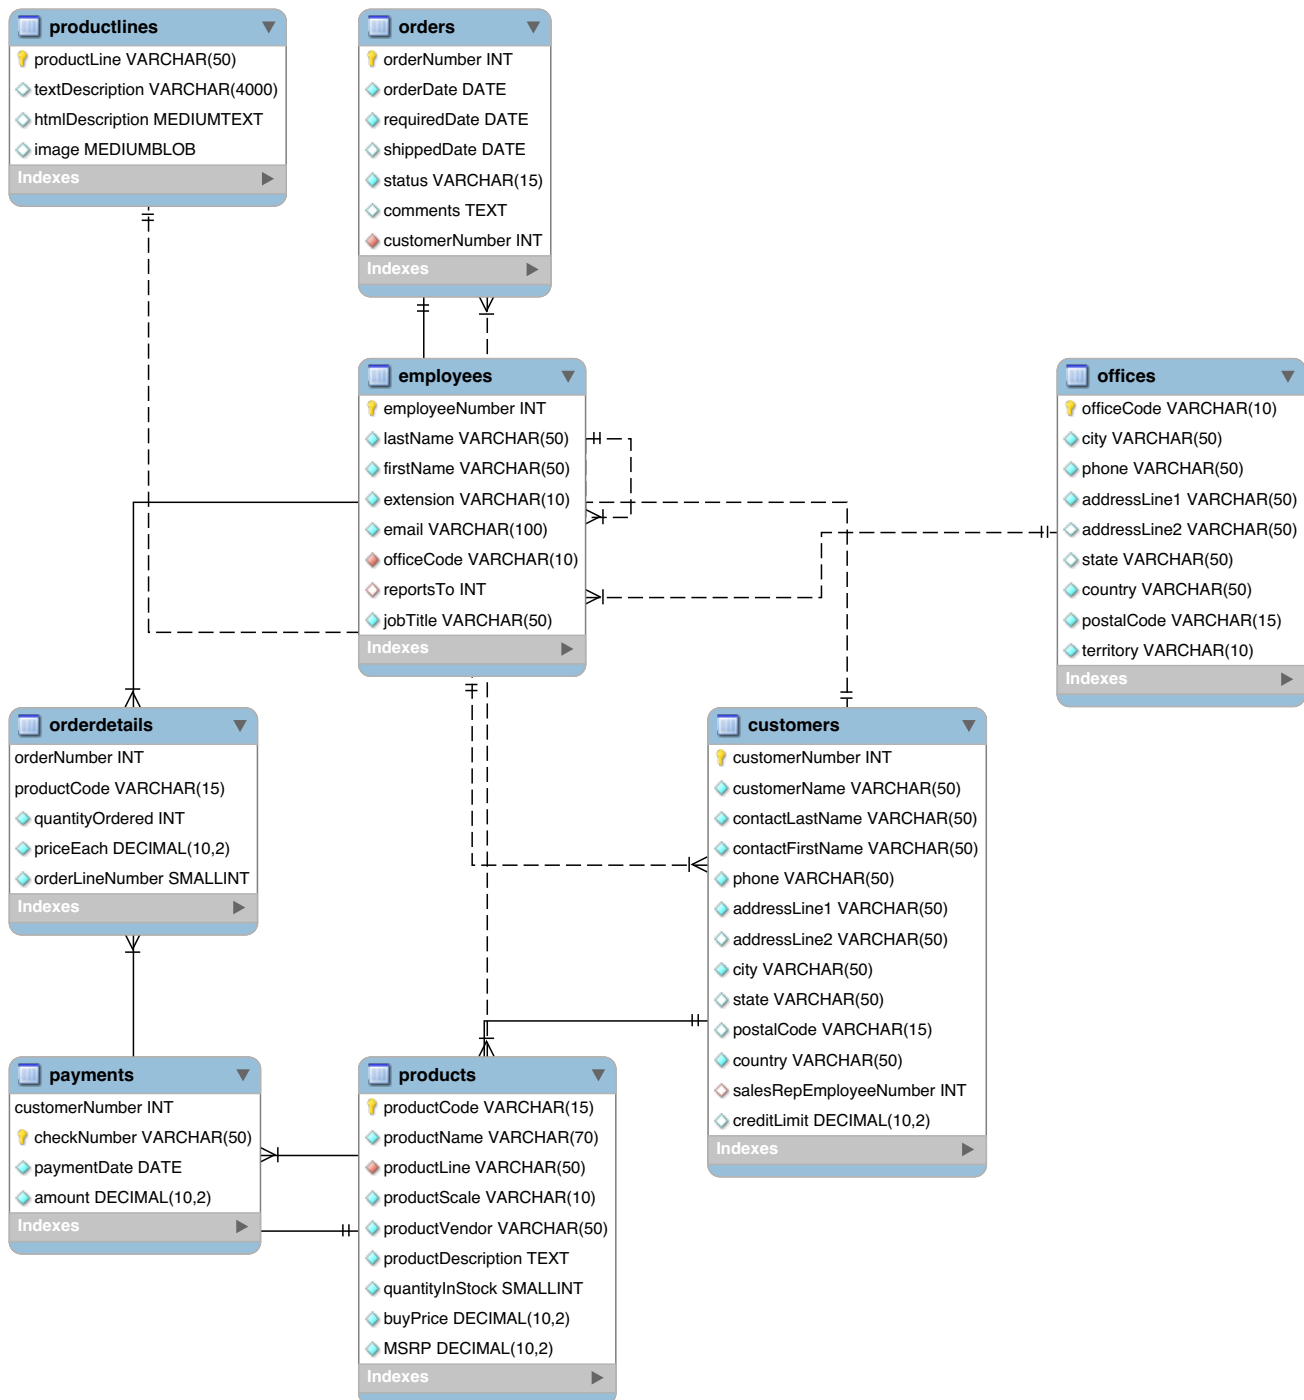 productlines
productLine VARCHAR(50)
textDescription VARCHAR(4000)
htmlDescription MEDIUMTEXT
image MEDIUMBLOB
Indexes
orders
orderNumber INT
orderDate DATE
requiredDate DATE
shippedDate DATE
status VARCHAR(15)
comments TEXT
customerNumber INT
Indexes
employees
employeeNumber INT
lastName VARCHAR(50)
firstName VARCHAR(50)
extension VARCHAR(10)
email VARCHAR(100)
officeCode VARCHAR(10)
reportsTo INT
jobTitle VARCHAR(50)
Indexes
offices
officeCode VARCHAR(10)
city VARCHAR(50)
phone VARCHAR(50)
addressLine1 VARCHAR(50)
addressLine2 VARCHAR(50)
state VARCHAR(50)
country VARCHAR(50)
postalCode VARCHAR(15)
territory VARCHAR(10)
Indexes
orderdetails
orderNumber INT
productCode VARCHAR(15)
quantityOrdered INT
priceEach DECIMAL(10,2)
orderLineNumber SMALLINT
Indexes
customers
customerNumber INT
customerName VARCHAR(50)
contactLastName VARCHAR(50)
contactFirstName VARCHAR(50)
phone VARCHAR(50)
addressLine1 VARCHAR(50)
addressLine2 VARCHAR(50)
city VARCHAR(50)
state VARCHAR(50)
postalCode VARCHAR(15)
country VARCHAR(50)
salesRepEmployeeNumber INT
creditLimit DECIMAL(10,2)
Indexes
payments
customerNumber INT
checkNumber VARCHAR(50)
paymentDate DATE
amount DECIMAL(10,2)
Indexes
products
productCode VARCHAR(15)
productName VARCHAR(70)
productLine VARCHAR(50)
productScale VARCHAR(10)
productVendor VARCHAR(50)
productDescription TEXT
quantityInStock SMALLINT
buyPrice DECIMAL(10,2)
MSRP DECIMAL(10,2)
Indexes